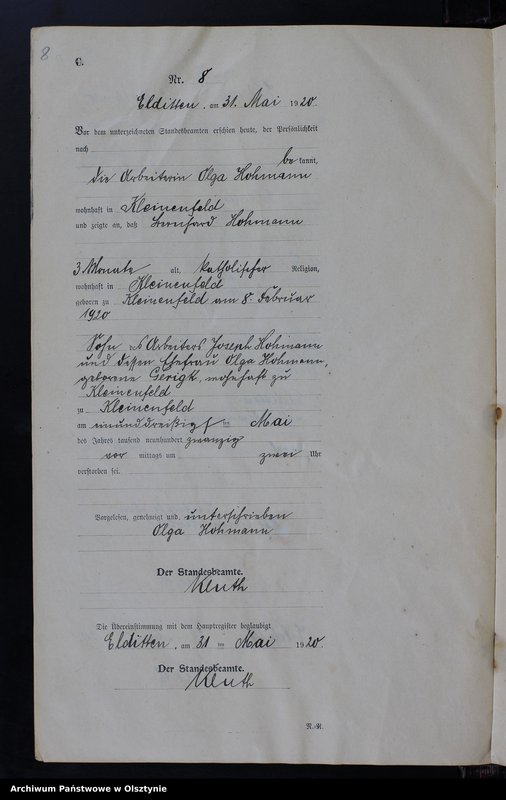 8
C.
Nr. 8
Elditten, am 31. Mai 1920.
Vor dem unterzeichneten Standesbeamten erschien heute, der Persönlichkeit
nach
be kannt,
die Arbeiterin Olga Hohmann
wohnhaft in Kleinenfeld
und zeigte an, daß Bernhard Hohmann
3 Monate alt, katholischer Religion,
wohnhaft in Kleinenfeld
geboren zu Kleinenfeld am 8. Februar
1920
Sohn des Arbeiters Joseph Hohmann
und dessen Ehefrau Olga Hohmann,
geborene Gerigk, wohnhaft zu
Kleinenfeld
zu Kleinenfeld
am einunddreißigsten Mai
des Jahres tausend neunhundert zwanzig
vor mittags um zwei Uhr
verstorben sei.
Vorgelesen, genehmigt und unterschrieben
Olga Hohmann
Der Standesbeamte.
Kluth
Die Übereinstimmung mit dem Hauptregister beglaubigt
Elditten, am 31 ten Mai 1920.
Der Standesbeamte.
Kluth
N.-R.
Archiwum Państwowe w Olsztynie